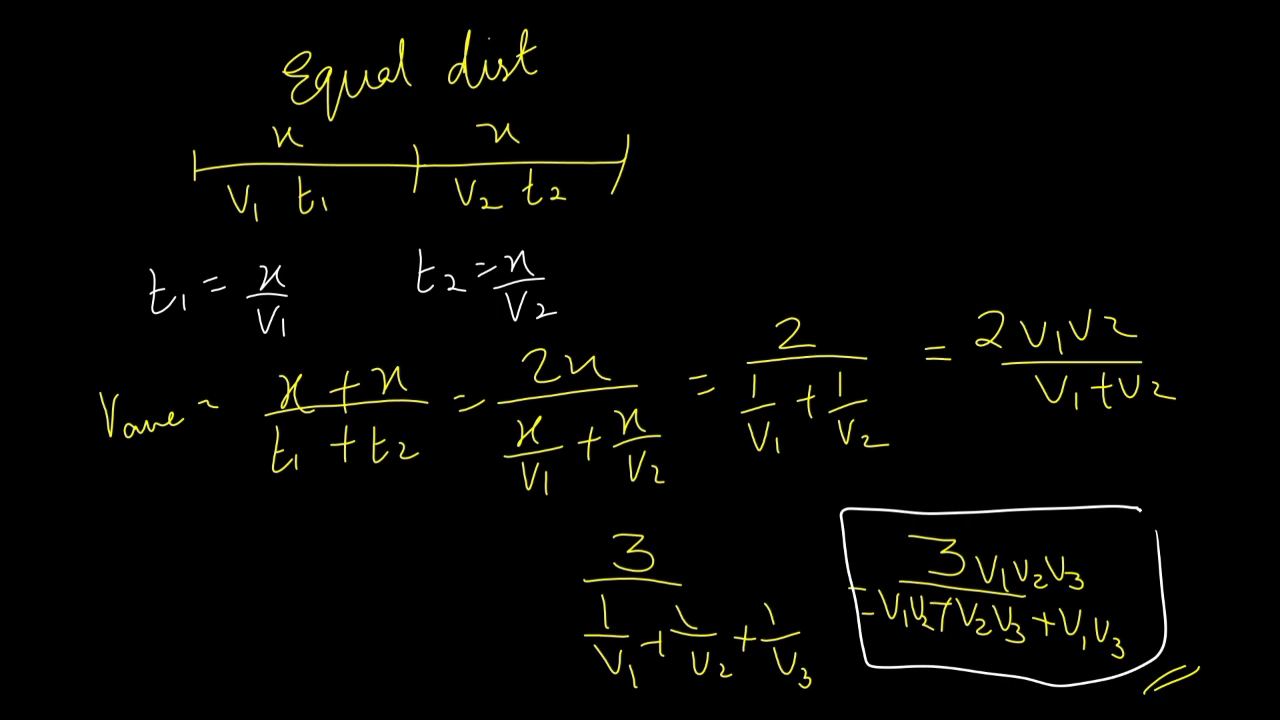 Equal dist
x x
V1 t1 V2 t2
t1 = x/V1 t2 = x/V2
Vave = (x + x)/(t1 + t2) = 2x/(x/V1 + x/V2) = 2/(1/V1 + 1/V2) = 2V1V2/(V1 + V2)
3/(1/V1 + 1/V2 + 1/V3) = 3V1V2V3/(V1V2 + V2V3 + V1V3)